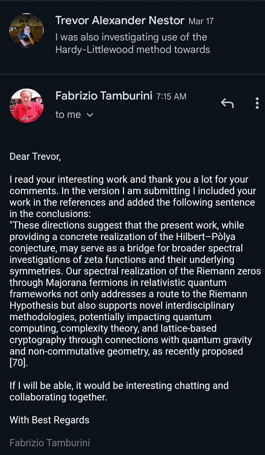 Trevor Alexander Nestor Mar 17
I was also investigating use of the
Hardy-Littlewood method towards
Fabrizio Tamburini 7:15 AM
to me
Dear Trevor,
I read your interesting work and thank you a lot for your
comments. In the version I am submitting I included your
work in the references and added the following sentence
in the conclusions:
"These directions suggest that the present work, while
providing a concrete realization of the Hilbert–Pòlya
conjecture, may serve as a bridge for broader spectral
investigations of zeta functions and their underlying
symmetries. Our spectral realization of the Riemann zeros
through Majorana fermions in relativistic quantum
frameworks not only addresses a route to the Riemann
Hypothesis but also supports novel interdisciplinary
methodologies, potentially impacting quantum
computing, complexity theory, and lattice-based
cryptography through connections with quantum gravity
and non-commutative geometry, as recently proposed
[70].
If I will be able, it would be interesting chatting and
collaborating together.
With Best Regards
Fabrizio Tamburini